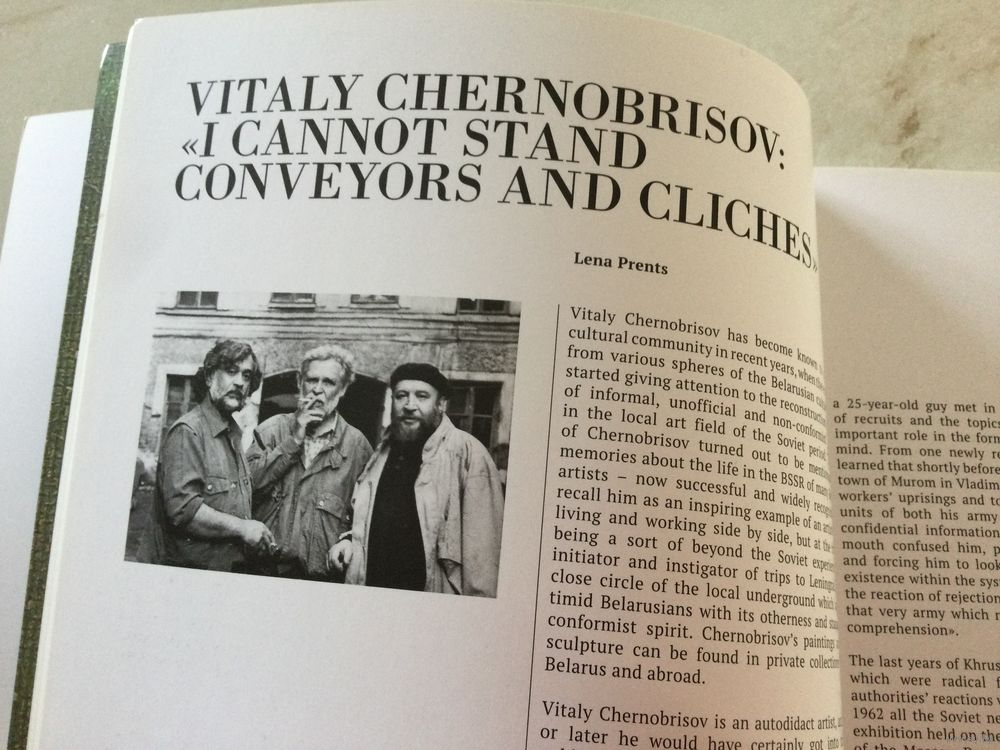 VITALY CHERNOBRISOV:
«I CANNOT STAND
CONVEYORS AND CLICHES»
Lena Prents
Vitaly Chernobrisov has become known
cultural community in recent years, when
from various spheres of the Belarusian
started giving attention to the
of informal, unofficial and
in the local art field of the Soviet
of Chernobrisov turned out to be
memories about the life in the BSSR of
artists – now successful and widely
recall him as an inspiring example of an
living and working side by side, but at the
being a sort of beyond the Soviet
initiator and instigator of trips to
close circle of the local underground which
timid Belarusians with its otherness and
conformist spirit. Chernobrisov's paintings
sculpture can be found in private
Belarus and abroad.
Vitaly Chernobrisov is an autodidact artist,
or later he would have certainly got into
a 25-year-old guy met in
of recruits and the topics
important role in the form
mind. From one newly
learned that shortly before
town of Murom in
workers' uprisings and
units of both his army
confidential information
mouth confused him,
and forcing him to
existence within the
the reaction of
that very army which
comprehension».
The last years of
which were radical
authorities' reactions
1962 all the Soviet
exhibition held on the